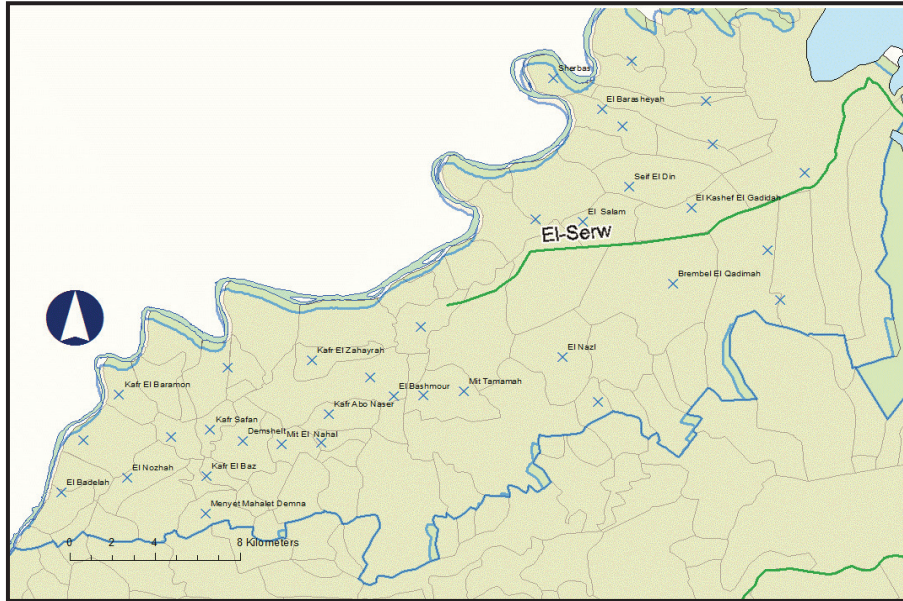 Sherbas
El Barasheyah
Seif El Din
El Kashef El Gadidah
El Salam
El-Serw
Brembel El Qadimah
Kafr El Zahayrah
El Nazl
Kafr El Baramon
El Bashmour
Mit Tamamah
Kafr Abo Naser
Kafr Safan
Demshelt
Mit El Nahal
El Nozhah
Kafr El Baz
El Badelah
Menyet Mahalet Demna
0 2 4 8 Kilometers